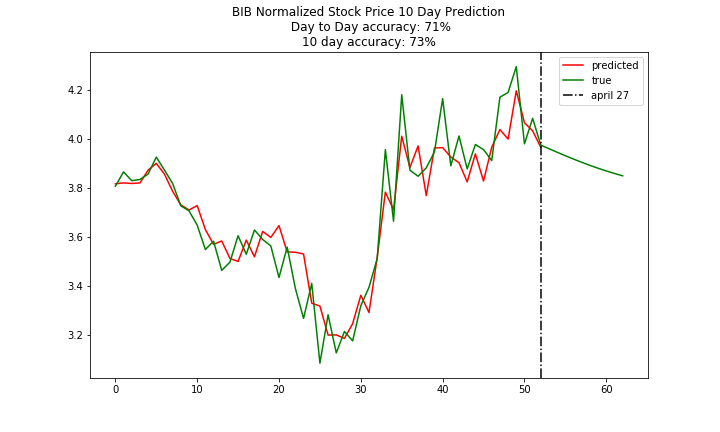 BIB Normalized Stock Price 10 Day Prediction
Day to Day accuracy: 71%
10 day accuracy: 73%
predicted
true
april 27
4.2
4.0
3.8
3.6
3.4
3.2
0 10 20 30 40 50 60